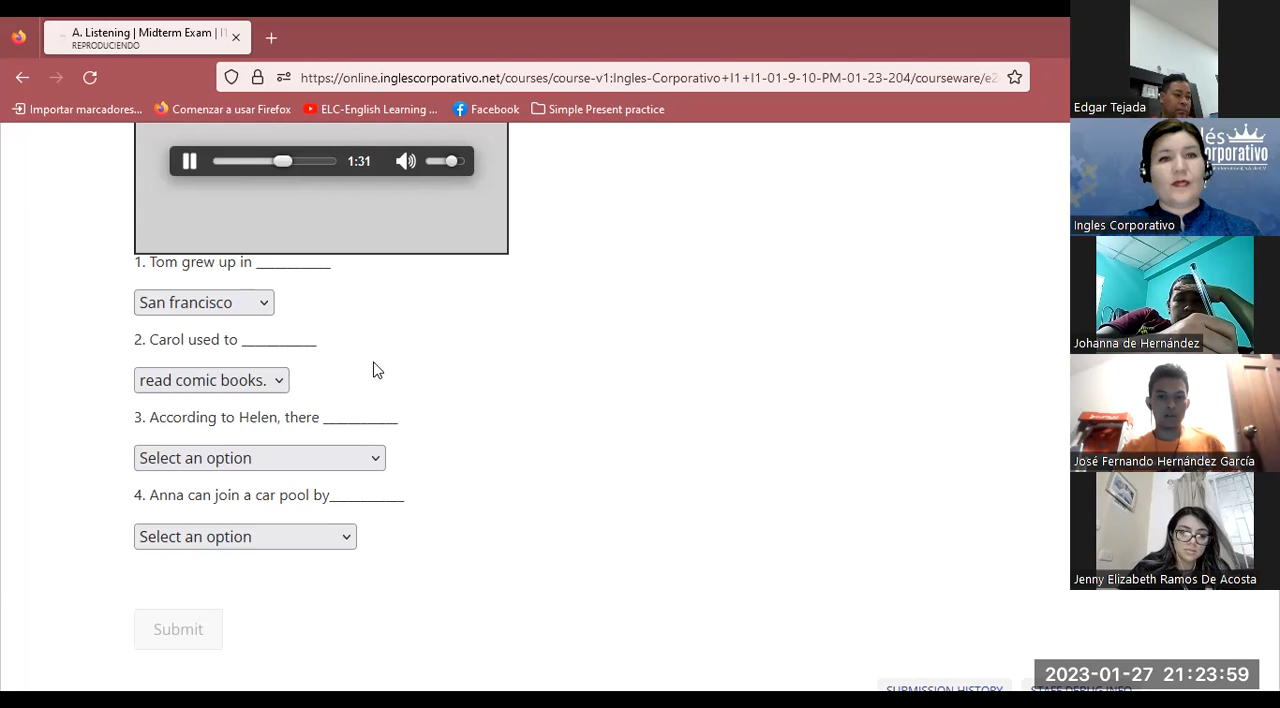 A. Listening | Midterm Exam | I
REPRODUCIENDO
https://online.inglescorporativo.net/courses/course-v1:Ingles-Corporativo+I1+I1-01-9-10-PM-01-23-204/courseware/e2
Importar marcadores...
Comenzar a usar Firefox
ELC-English Learning ...
Facebook
Simple Present practice
1:31
1. Tom grew up in __________
San francisco
2. Carol used to __________
read comic books.
3. According to Helen, there __________
Select an option
4. Anna can join a car pool by__________
Select an option
Submit
SUBMISSION HISTORY
STAFF DEBUG INFO
2023-01-27 21:23:59
Edgar Tejada
Ingles Corporativo
Johanna de Hernández
José Fernando Hernández García
Jenny Elizabeth Ramos De Acosta